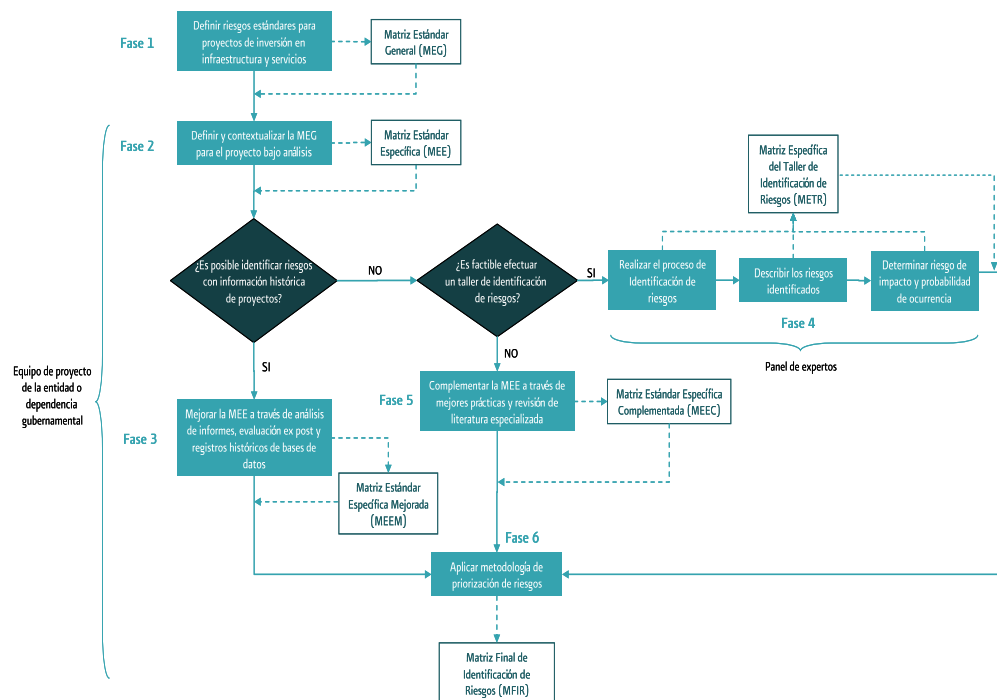 Fase 1
Definir riesgos estándares para
proyectos de inversión en
infraestructura y servicios
Matriz Estándar
General (MEG)
Fase 2
Definir y contextualizar la MEG
para el proyecto bajo análisis
Matriz Estándar
Específica (MEE)
Matriz Específica
del Taller de
Identificación de
Riesgos (METR)
¿Es posible identificar riesgos
con información histórica
de proyectos?
NO
¿Es factible efectuar
un taller de identificación
de riesgos?
SI
Realizar el proceso de
Identificación de
riesgos
Describir los riesgos
identificados
Determinar riesgo de
impacto y probabilidad
de ocurrencia
Fase 4
Panel de expertos
SI
NO
Equipo de proyecto
de la entidad o
dependencia
gubernamental
Fase 3
Mejorar la MEE a través de análisis
de informes, evaluación ex post y
registros históricos de bases de
datos
Matriz Estándar
Específica Mejorada
(MEEM)
Fase 5
Complementar la MEE a través de
mejores prácticas y revisión de
literatura especializada
Matriz Estándar Específica
Complementada (MEEC)
Fase 6
Aplicar metodología de
priorización de riesgos
Matriz Final de
Identificación de
Riesgos (MFIR)